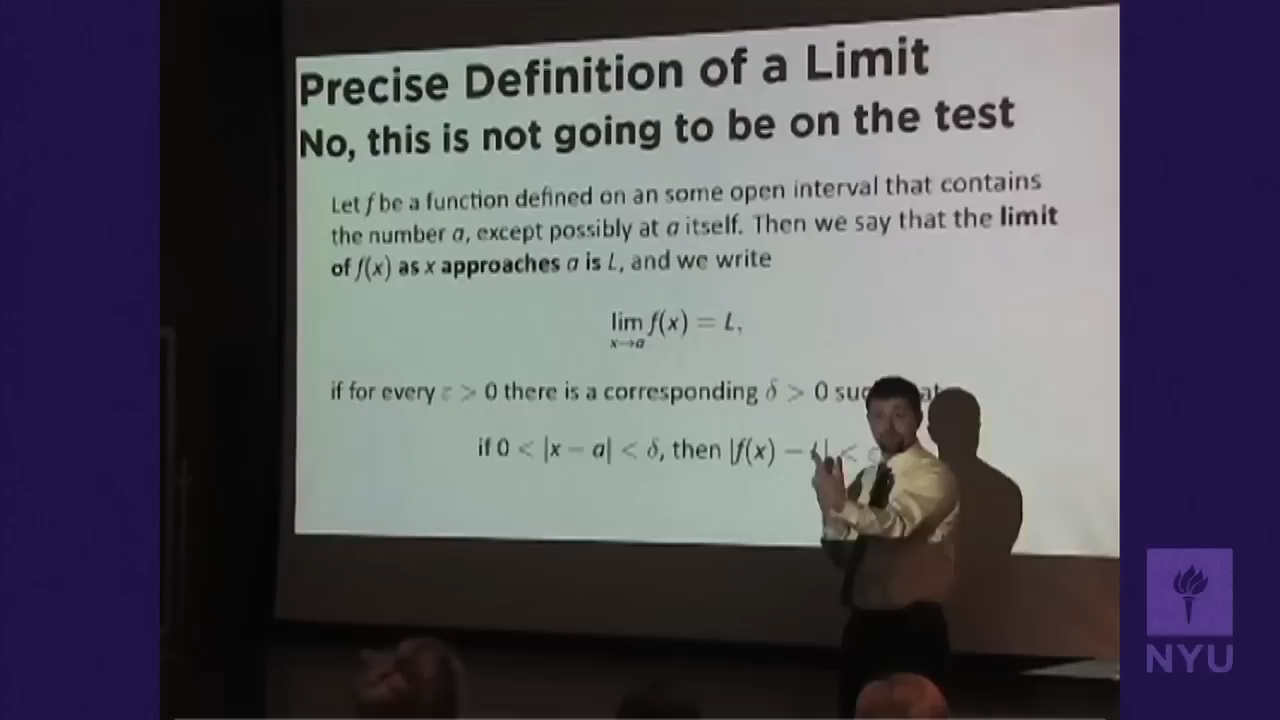 Precise Definition of a Limit
No, this is not going to be on the test
Let f be a function defined on an some open interval that contains
the number a, except possibly at a itself. Then we say that the limit
of f(x) as x approaches a is L, and we write
lim f(x) = L,
x→a
if for every ε > 0 there is a corresponding δ > 0
if 0 < |x − a| < δ, then |f(x) − L| <
NYU